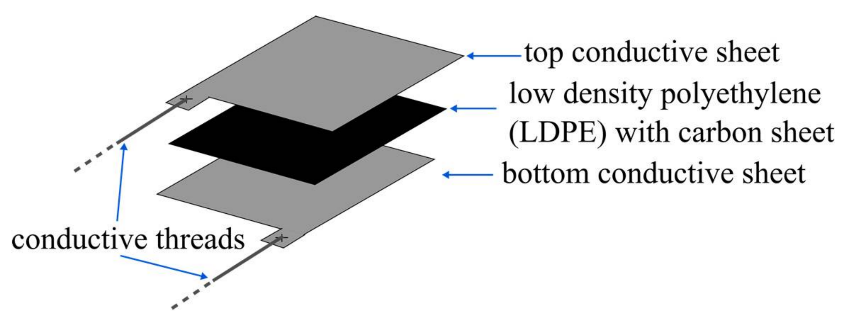 top conductive sheet
low density polyethylene
(LDPE) with carbon sheet
bottom conductive sheet
conductive threads